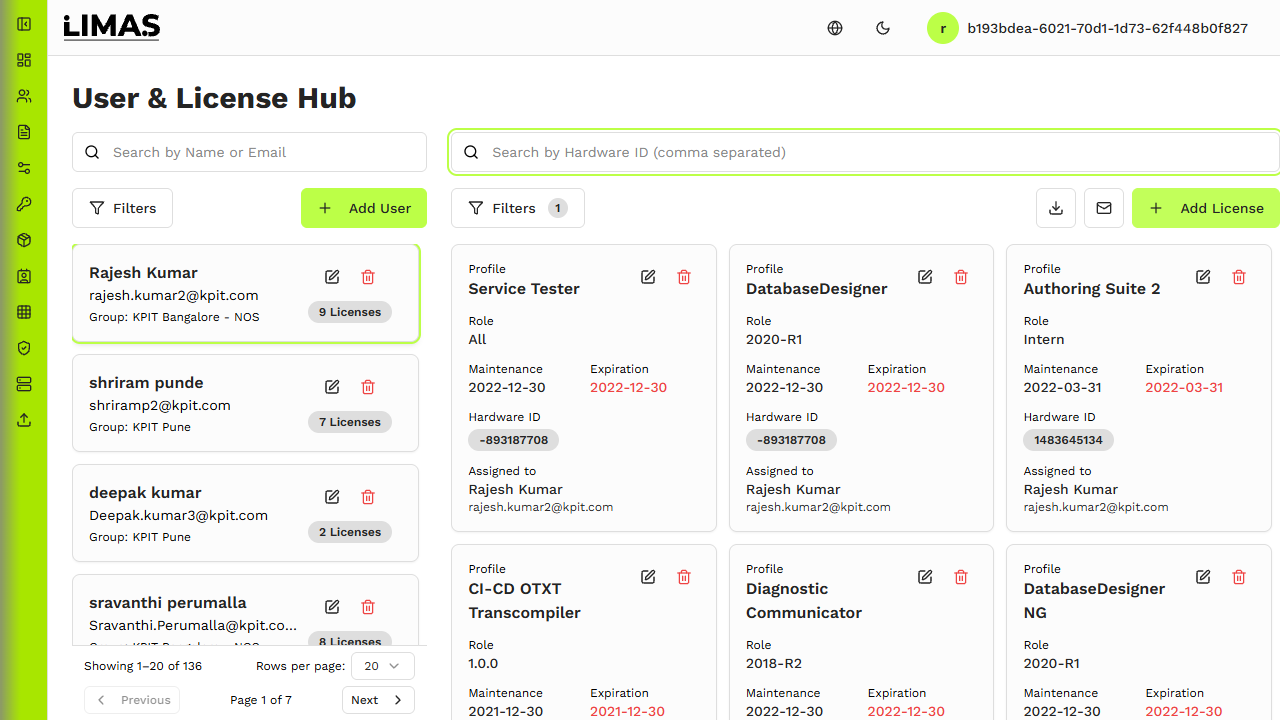 LIMAS
r
b193bdea-6021-70d1-1d73-62f448b0f827
User & License Hub
Search by Name or Email
Search by Hardware ID (comma separated)
Filters
Add User
Filters 1
Add License
Rajesh Kumar
rajesh.kumar2@kpit.com
Group: KPIT Bangalore - NOS
9 Licenses
shriram punde
shriramp2@kpit.com
Group: KPIT Pune
7 Licenses
deepak kumar
Deepak.kumar3@kpit.com
Group: KPIT Pune
2 Licenses
sravanthi perumalla
Sravanthi.Perumalla@kpit.co...
Group: KPIT Bangalore - NOS
8 Licenses
Showing 1–20 of 136
Rows per page: 20
Previous
Page 1 of 7
Next
Profile
Service Tester
Role
All
Maintenance Expiration
2022-12-30 2022-12-30
Hardware ID
-893187708
Assigned to
Rajesh Kumar
rajesh.kumar2@kpit.com
Profile
DatabaseDesigner
Role
2020-R1
Maintenance Expiration
2022-12-30 2022-12-30
Hardware ID
-893187708
Assigned to
Rajesh Kumar
rajesh.kumar2@kpit.com
Profile
Authoring Suite 2
Role
Intern
Maintenance Expiration
2022-03-31 2022-03-31
Hardware ID
1483645134
Assigned to
Rajesh Kumar
rajesh.kumar2@kpit.com
Profile
CI-CD OTXT
Transcompiler
Role
1.0.0
Maintenance Expiration
2021-12-30 2021-12-30
Profile
Diagnostic
Communicator
Role
2018-R2
Maintenance Expiration
2022-12-30 2022-12-30
Profile
DatabaseDesigner
NG
Role
2020-R1
Maintenance Expiration
2022-12-30 2022-12-30